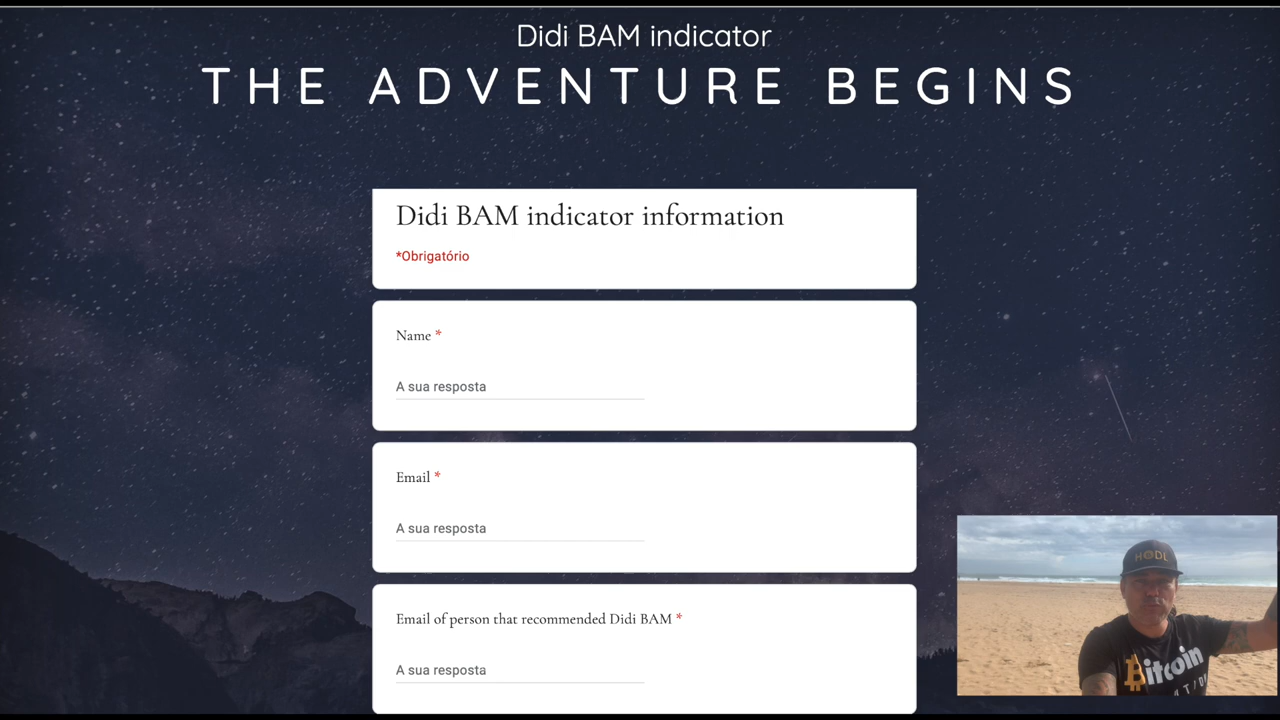 Didi BAM indicator
THE ADVENTURE BEGINS
Didi BAM indicator information
*Obrigatório
Name *
A sua resposta
Email *
A sua resposta
Email of person that recommended Didi BAM *
A sua resposta
HODL
Bitcoin